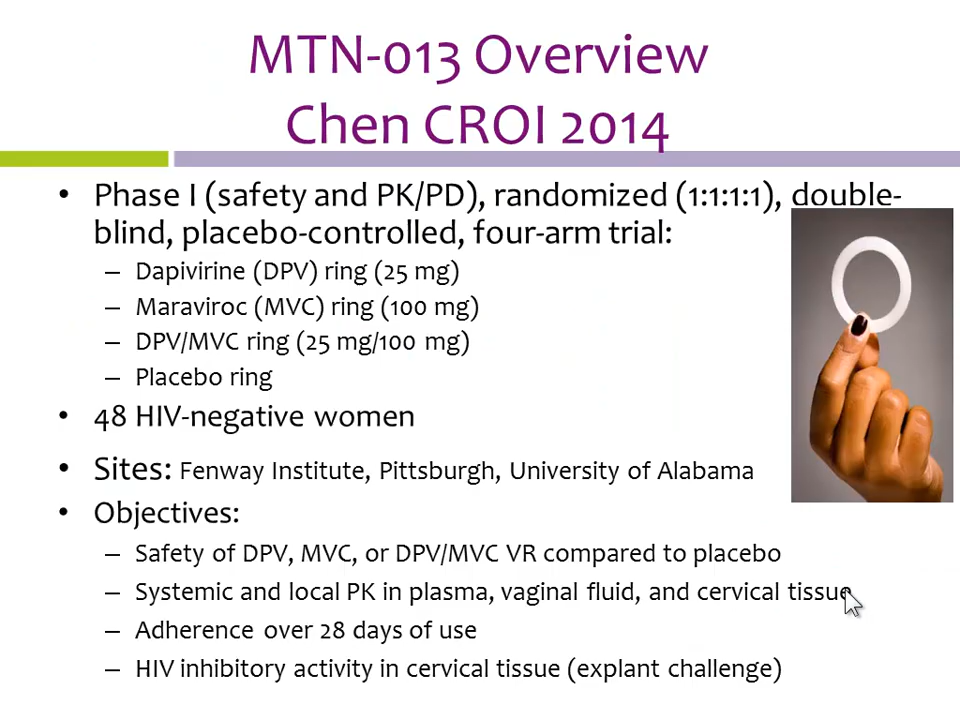 MTN-013 Overview
Chen CROI 2014
• Phase I (safety and PK/PD), randomized (1:1:1:1), double-
blind, placebo-controlled, four-arm trial:
– Dapivirine (DPV) ring (25 mg)
– Maraviroc (MVC) ring (100 mg)
– DPV/MVC ring (25 mg/100 mg)
– Placebo ring
• 48 HIV-negative women
• Sites: Fenway Institute, Pittsburgh, University of Alabama
• Objectives:
– Safety of DPV, MVC, or DPV/MVC VR compared to placebo
– Systemic and local PK in plasma, vaginal fluid, and cervical tissue
– Adherence over 28 days of use
– HIV inhibitory activity in cervical tissue (explant challenge)